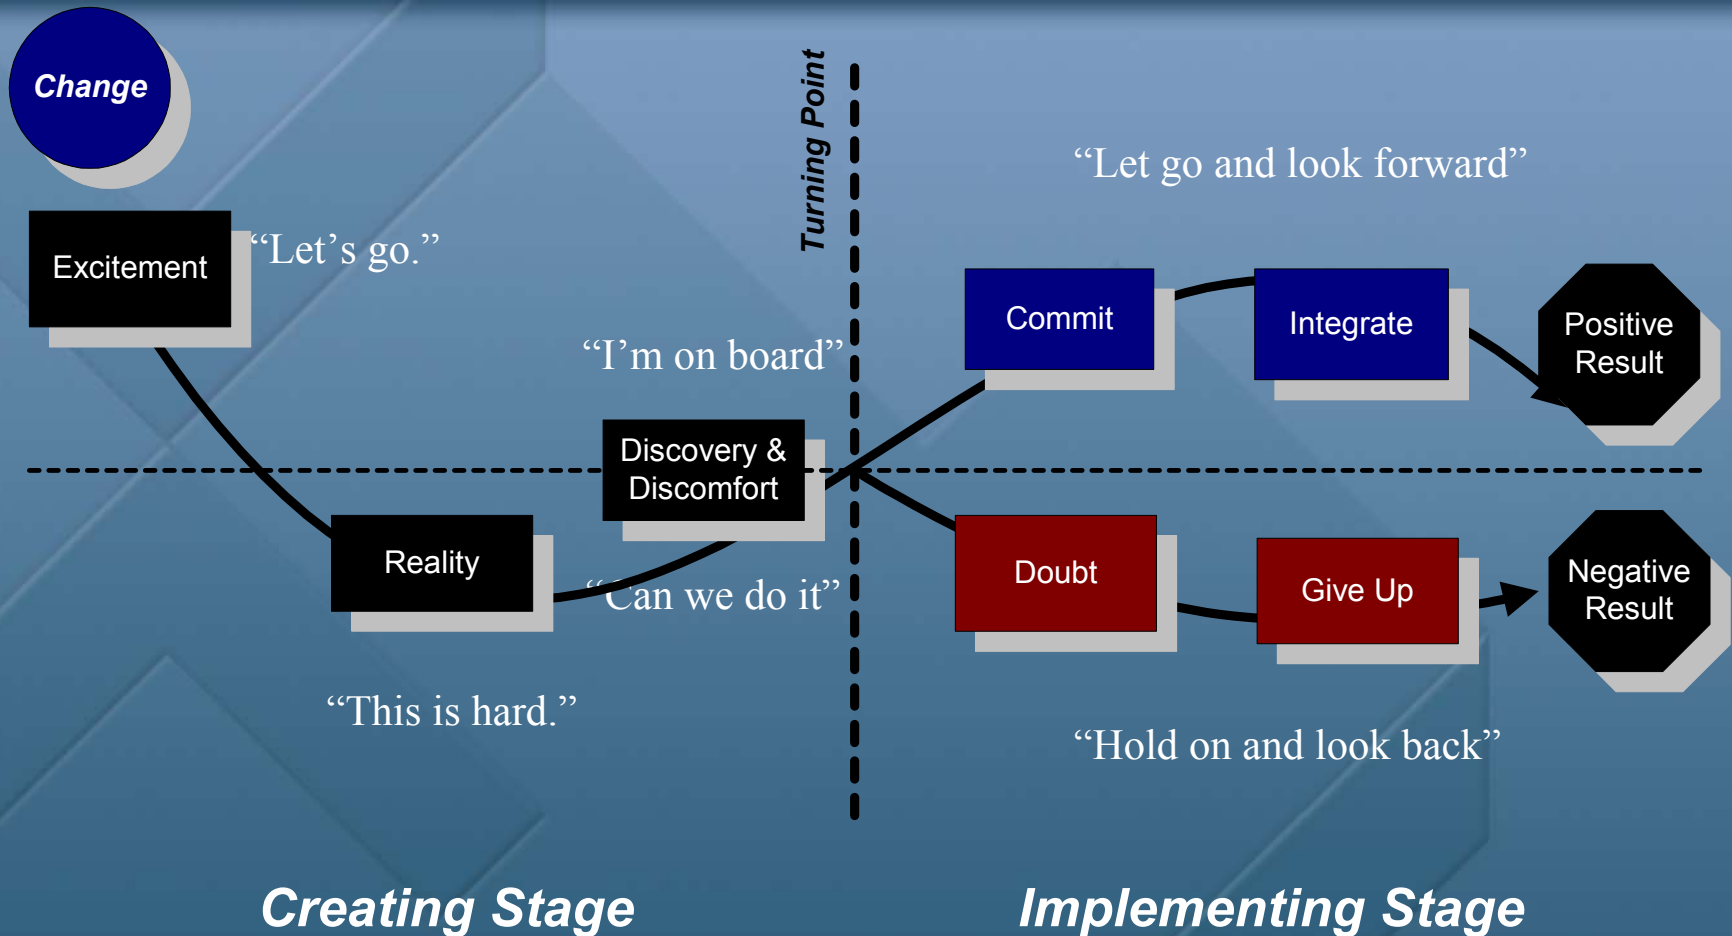 Change
Turning Point
“Let go and look forward”
Excitement
“Let’s go.”
Commit
Integrate
Positive
Result
“I’m on board”
Discovery &
Discomfort
Reality
“Can we do it”
Doubt
Give Up
Negative
Result
“This is hard.”
“Hold on and look back”
Creating Stage
Implementing Stage